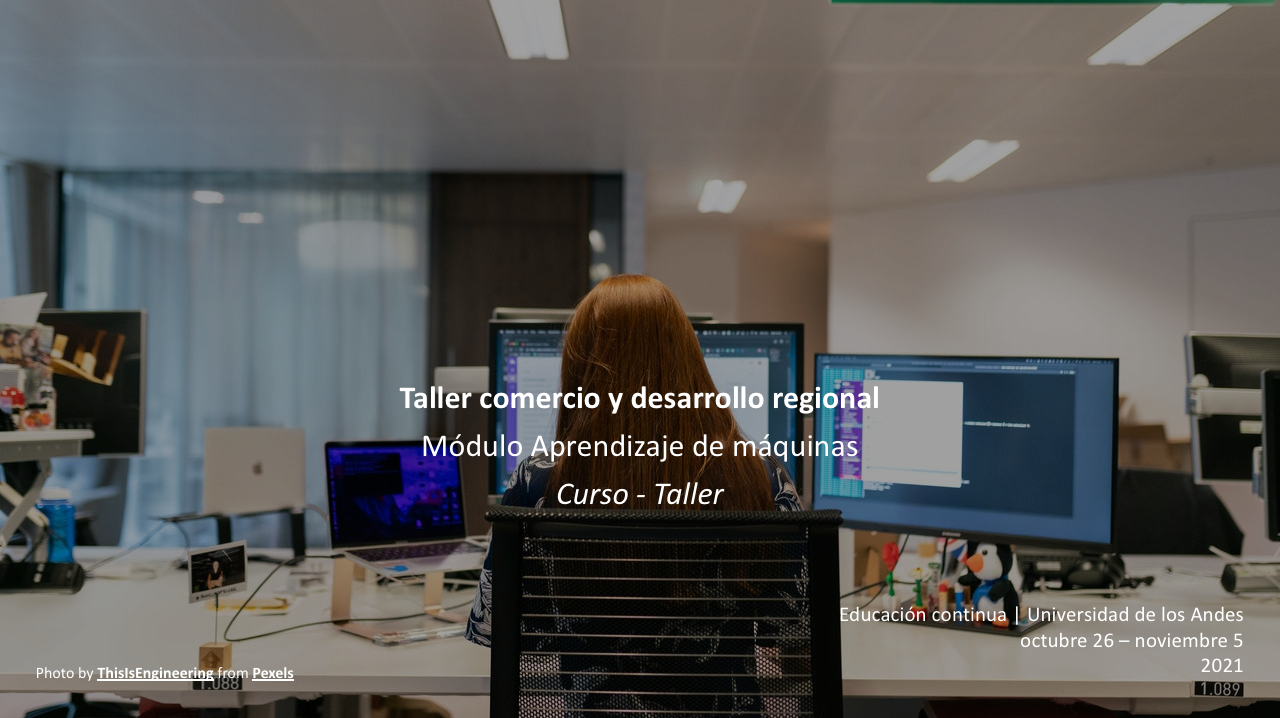 Taller comercio y desarrollo regional
Módulo Aprendizaje de máquinas
Curso - Taller
Educación continua | Universidad de los Andes
octubre 26 – noviembre 5
2021
Photo by ThisIsEngineering from Pexels
1.088
1.089